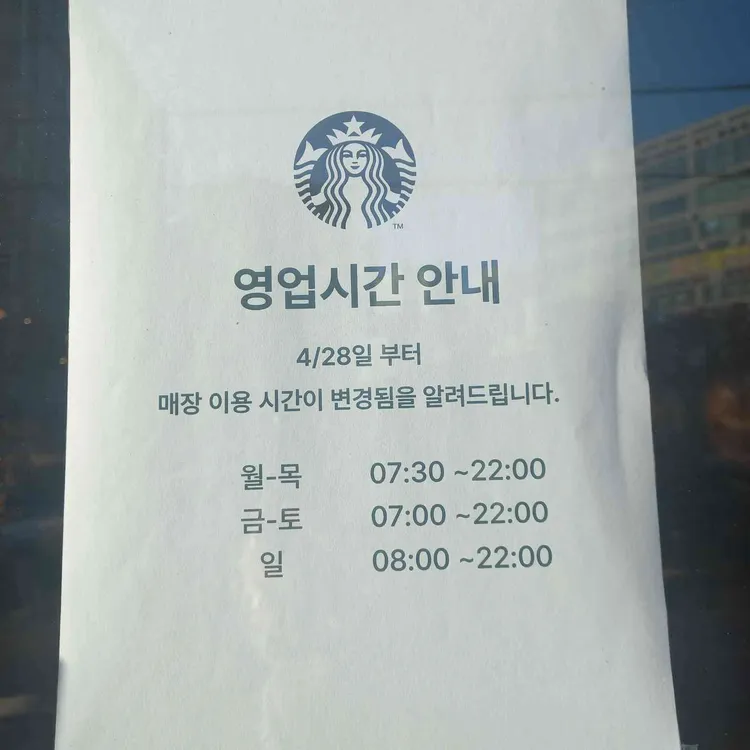 TM
영업시간 안내
4/28일 부터
매장 이용 시간이 변경됨을 알려드립니다.
월-목 07:30 ~22:00
금-토 07:00 ~22:00
일 08:00 ~22:00